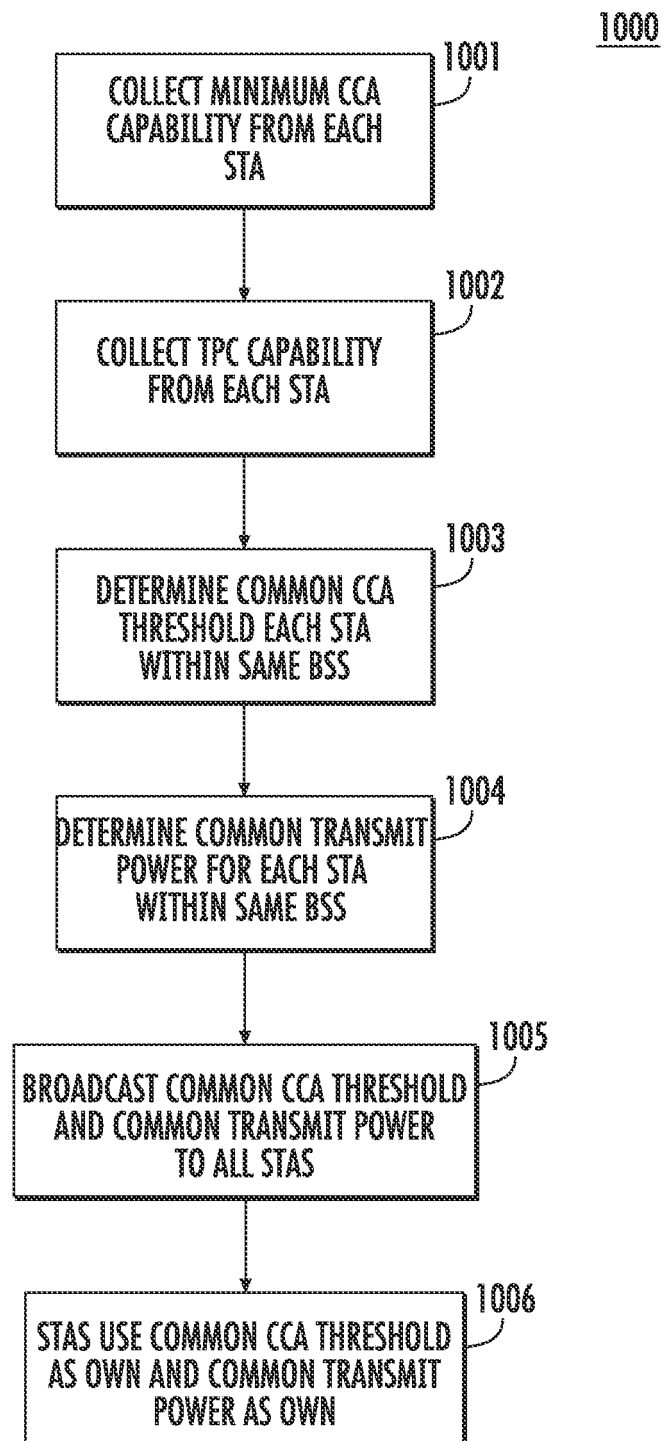 1000
1001
COLLECT MINIMUM CCA
CAPABILITY FROM EACH
STA
1002
COLLECT TPC CAPABILITY
FROM EACH STA
1003
DETERMINE COMMON CCA
THRESHOLD EACH STA
WITHIN SAME BSS
1004
DETERMINE COMMON TRANSMIT
POWER FOR EACH STA
WITHIN SAME BSS
1005
BROADCAST COMMON CCA THRESHOLD
AND COMMON TRANSMIT POWER
TO ALL STAS
1006
STAS USE COMMON CCA THRESHOLD
AS OWN AND COMMON TRANSMIT
POWER AS OWN